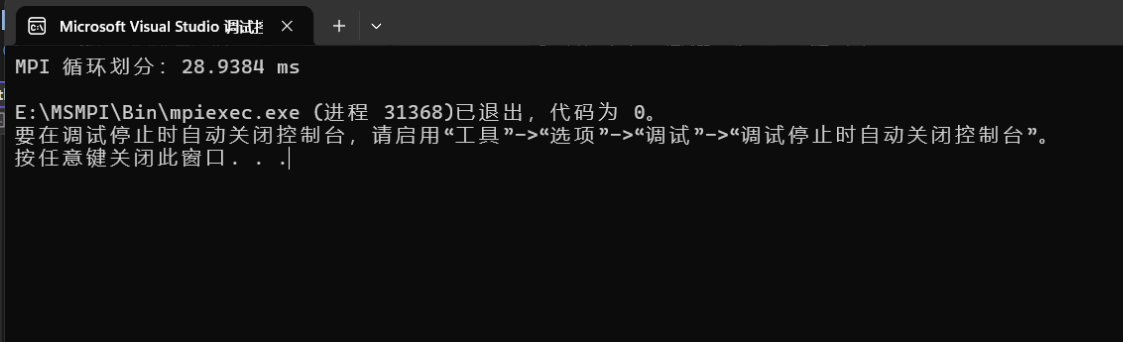 Microsoft Visual Studio 调试控
MPI 循环划分：28.9384 ms
E:\MSMPI\Bin\mpiexec.exe (进程 31368)已退出，代码为 0。
要在调试停止时自动关闭控制台，请启用“工具”->“选项”->“调试”->“调试停止时自动关闭控制台”。
按任意键关闭此窗口. . .